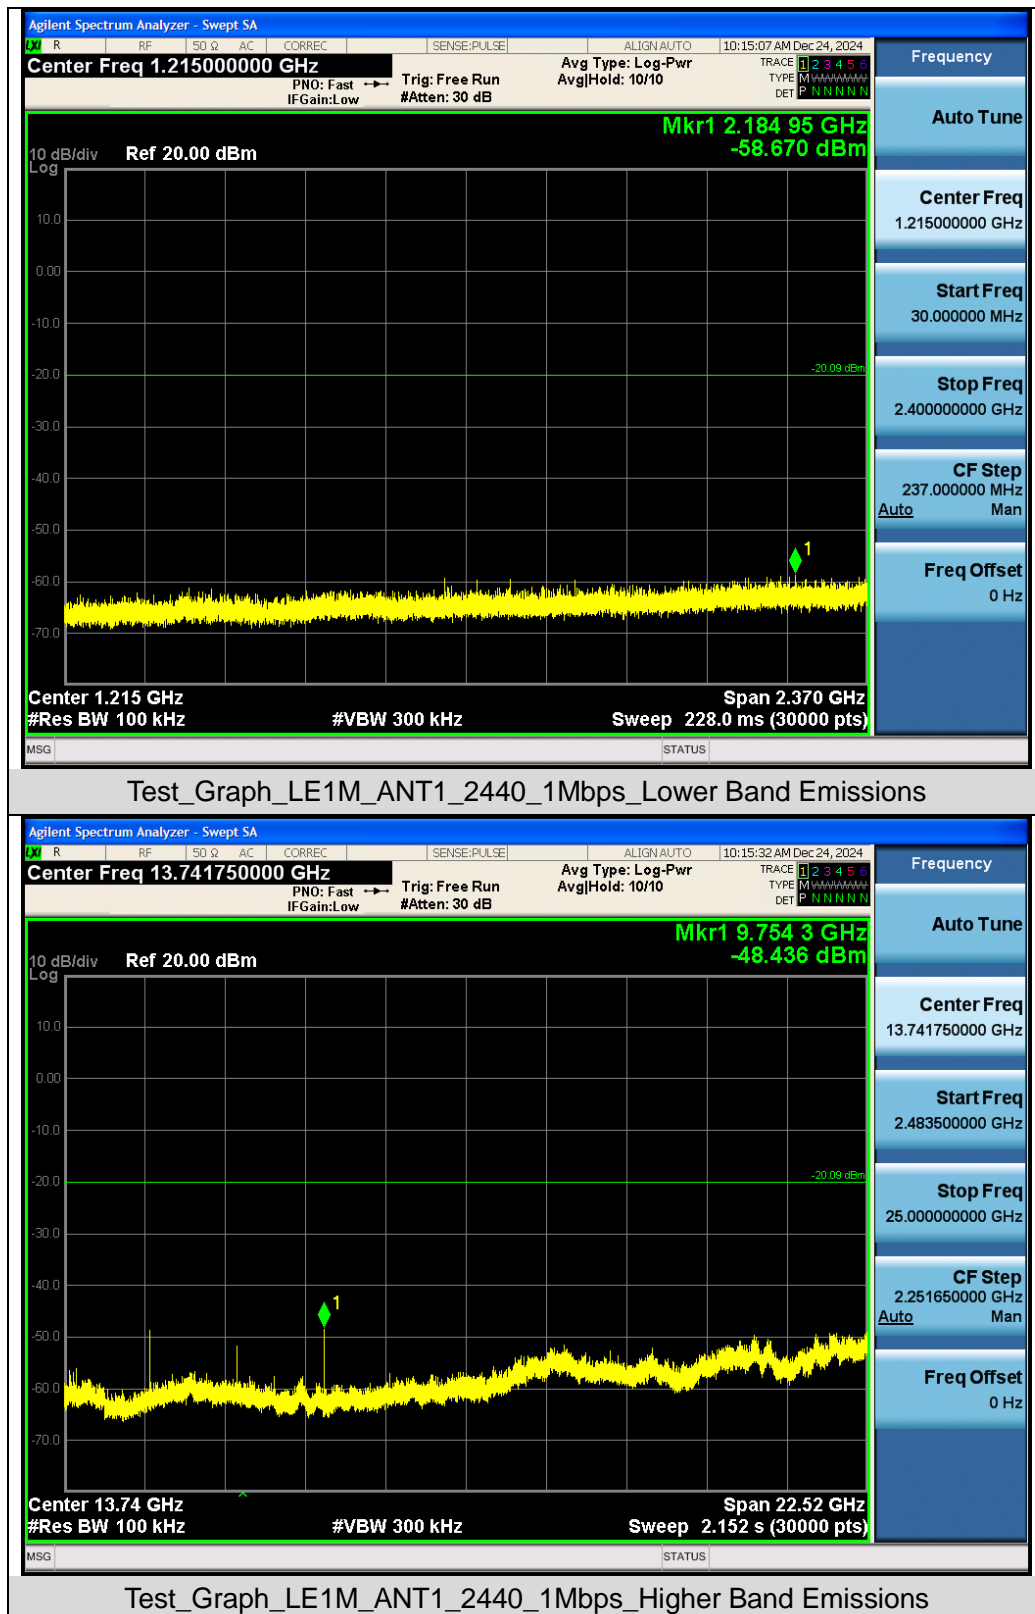 Agilent Spectrum Analyzer - Swept SA
LXI R RF 50 Ω AC CORREC SENSE:PULSE ALIGN AUTO 10:15:07 AM Dec 24, 2024
Center Freq 1.215000000 GHz
PNO: Fast
IFGain:Low
Trig: Free Run
#Atten: 30 dB
Avg Type: Log-Pwr
Avg|Hold: 10/10
TRACE 1 2 3 4 5 6
TYPE M WWWWW
DET P N N N N N
Mkr1 2.184 95 GHz
-58.670 dBm
10 dB/div Ref 20.00 dBm
Log
10.0
0.00
-10.0
-20.0
-20.09 dBm
-30.0
-40.0
-50.0
1
-60.0
-70.0
Center 1.215 GHz Span 2.370 GHz
#Res BW 100 kHz #VBW 300 kHz Sweep 228.0 ms (30000 pts)
MSG STATUS
Frequency
Auto Tune
Center Freq
1.215000000 GHz
Start Freq
30.000000 MHz
Stop Freq
2.400000000 GHz
CF Step
237.000000 MHz
Auto Man
Freq Offset
0 Hz
Test_Graph_LE1M_ANT1_2440_1Mbps_Lower Band Emissions
Agilent Spectrum Analyzer - Swept SA
LXI R RF 50 Ω AC CORREC SENSE:PULSE ALIGN AUTO 10:15:32 AM Dec 24, 2024
Center Freq 13.741750000 GHz
PNO: Fast
IFGain:Low
Trig: Free Run
#Atten: 30 dB
Avg Type: Log-Pwr
Avg|Hold: 10/10
TRACE 1 2 3 4 5 6
TYPE M WWWWW
DET P N N N N N
Mkr1 9.754 3 GHz
-48.436 dBm
10 dB/div Ref 20.00 dBm
Log
10.0
0.00
-10.0
-20.0
-20.09 dBm
-30.0
-40.0
1
-50.0
-60.0
-70.0
Center 13.74 GHz Span 22.52 GHz
#Res BW 100 kHz #VBW 300 kHz Sweep 2.152 s (30000 pts)
MSG STATUS
Frequency
Auto Tune
Center Freq
13.741750000 GHz
Start Freq
2.483500000 GHz
Stop Freq
25.000000000 GHz
CF Step
2.251650000 GHz
Auto Man
Freq Offset
0 Hz
Test_Graph_LE1M_ANT1_2440_1Mbps_Higher Band Emissions